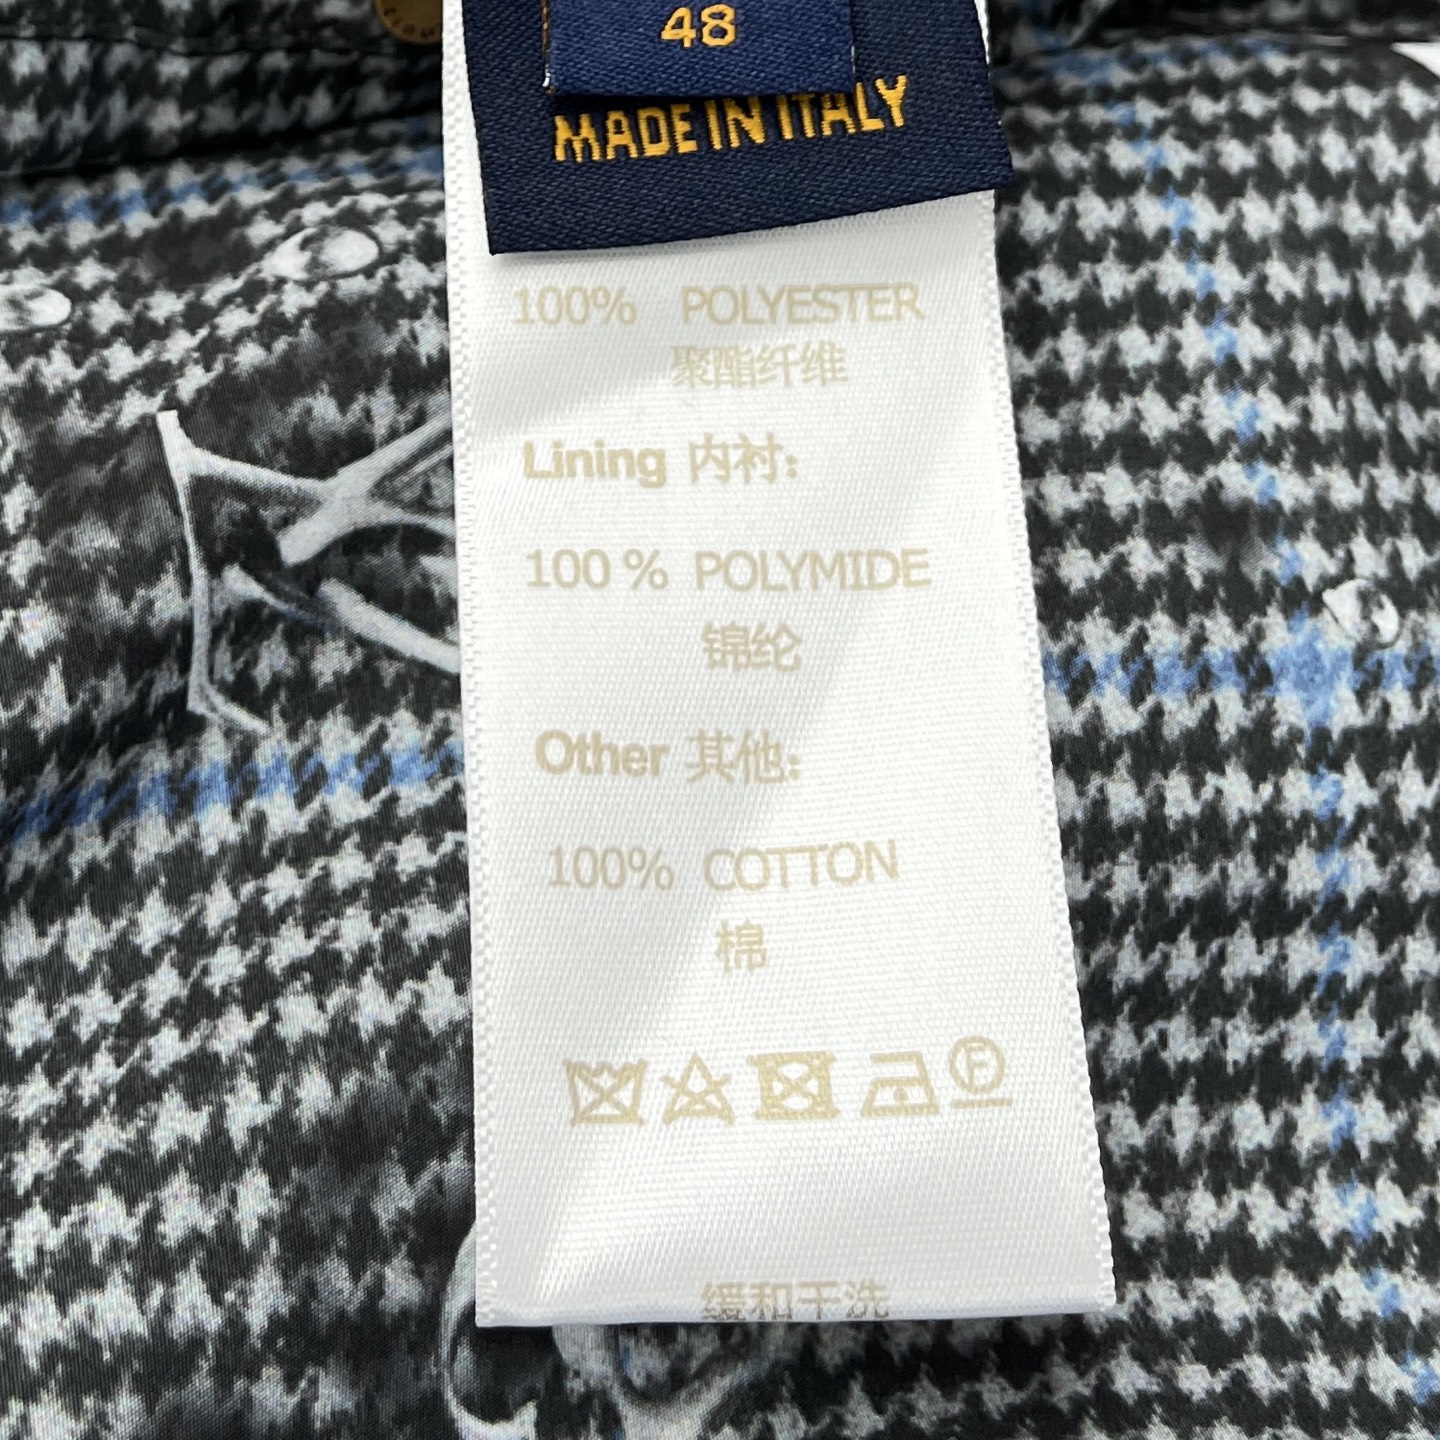 48
MADE IN ITALY
100% POLYESTER
聚酯纤维
Lining 内衬:
100 % POLYMIDE
锦纶
Other 其他:
100% COTTON
棉
F
缓和干洗